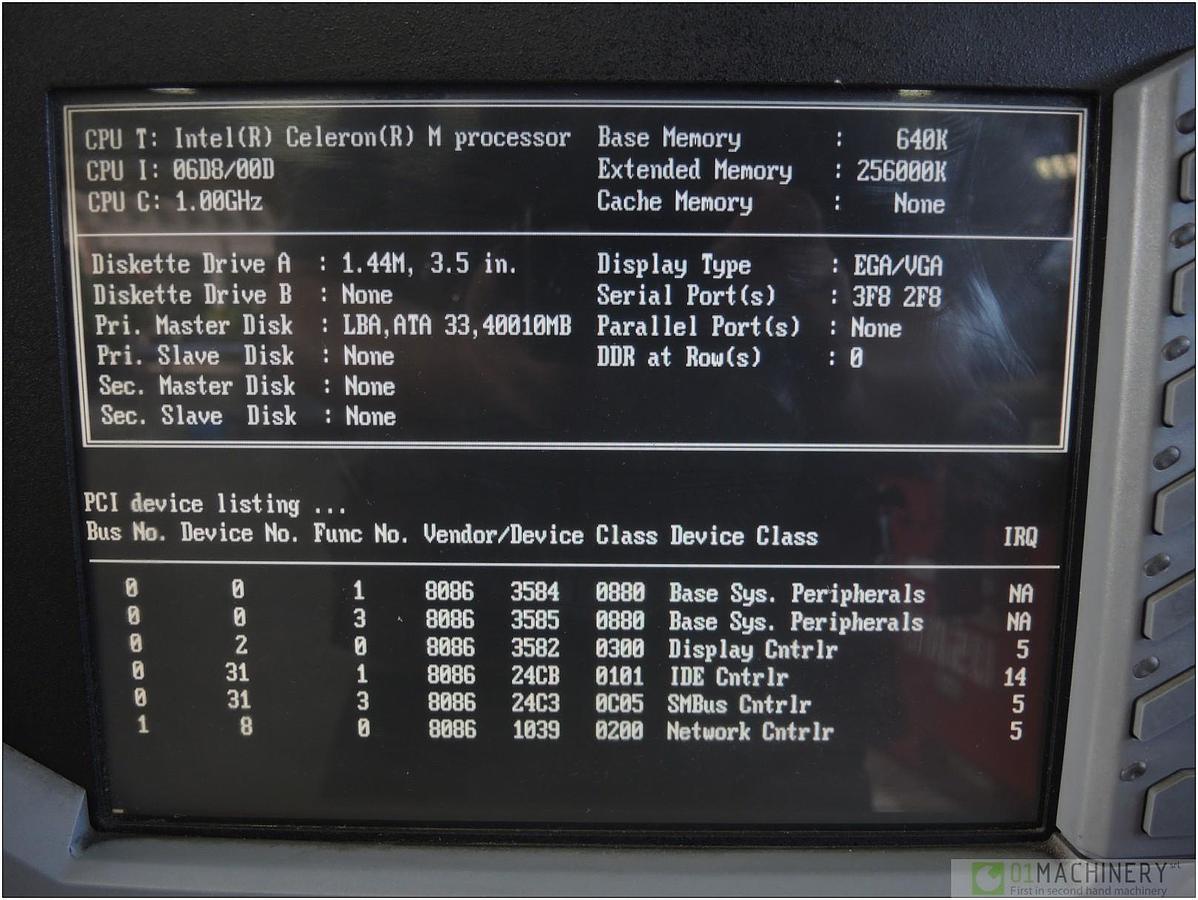 CPU T: Intel(R) Celeron(R) M processor Base Memory : 640K
CPU I: 06D8/00D Extended Memory : 256000K
CPU C: 1.00GHz Cache Memory : None
Diskette Drive A : 1.44M, 3.5 in. Display Type : EGA/VGA
Diskette Drive B : None Serial Port(s) : 3F8 2F8
Pri. Master Disk : LBA,ATA 33,40010MB Parallel Port(s) : None
Pri. Slave Disk : None DDR at Row(s) : 0
Sec. Master Disk : None
Sec. Slave Disk : None
PCI device listing ...
Bus No. Device No. Func No. Vendor/Device Class Device Class IRQ
0 0 1 8086 3584 0880 Base Sys. Peripherals NA
0 0 3 8086 3585 0880 Base Sys. Peripherals NA
0 2 0 8086 3582 0300 Display Cntrlr 5
0 31 1 8086 24CB 0101 IDE Cntrlr 14
0 31 3 8086 24C3 0C05 SMBus Cntrlr 5
1 8 0 8086 1039 0200 Network Cntrlr 5
01MACHINERY srl
First in second hand machinery